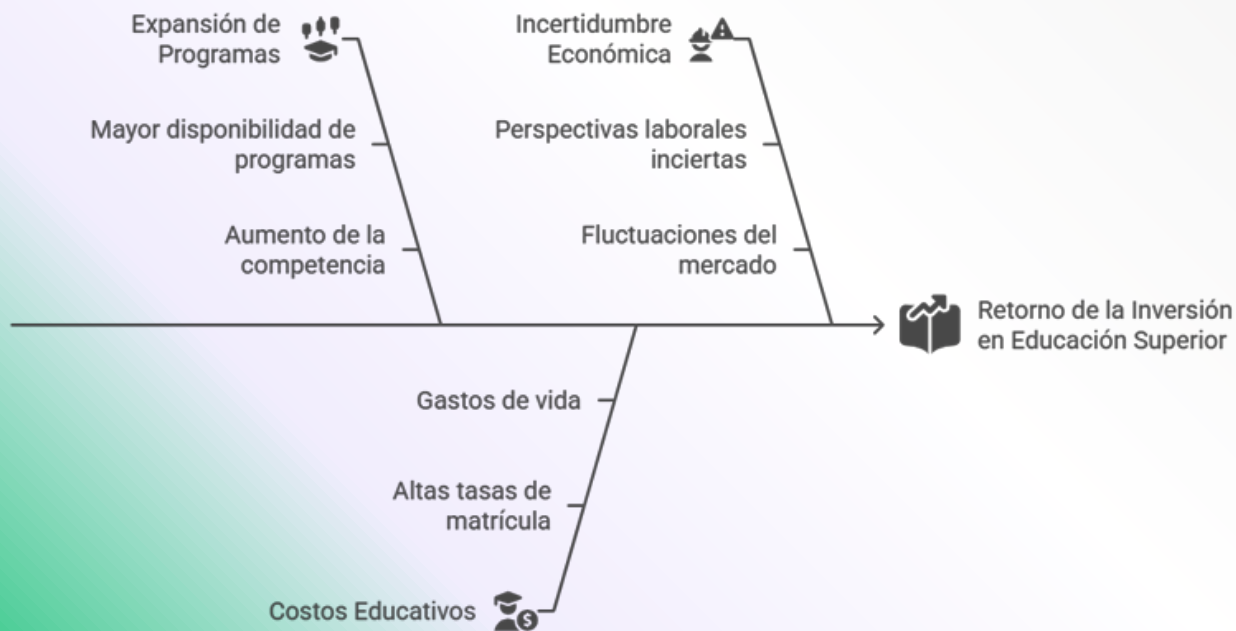 Expansión de
Programas
Mayor disponibilidad de
programas
Aumento de la
competencia
Incertidumbre
Económica
Perspectivas laborales
inciertas
Fluctuaciones del
mercado
Retorno de la Inversión
en Educación Superior
Gastos de vida
Altas tasas de
matrícula
Costos Educativos
$